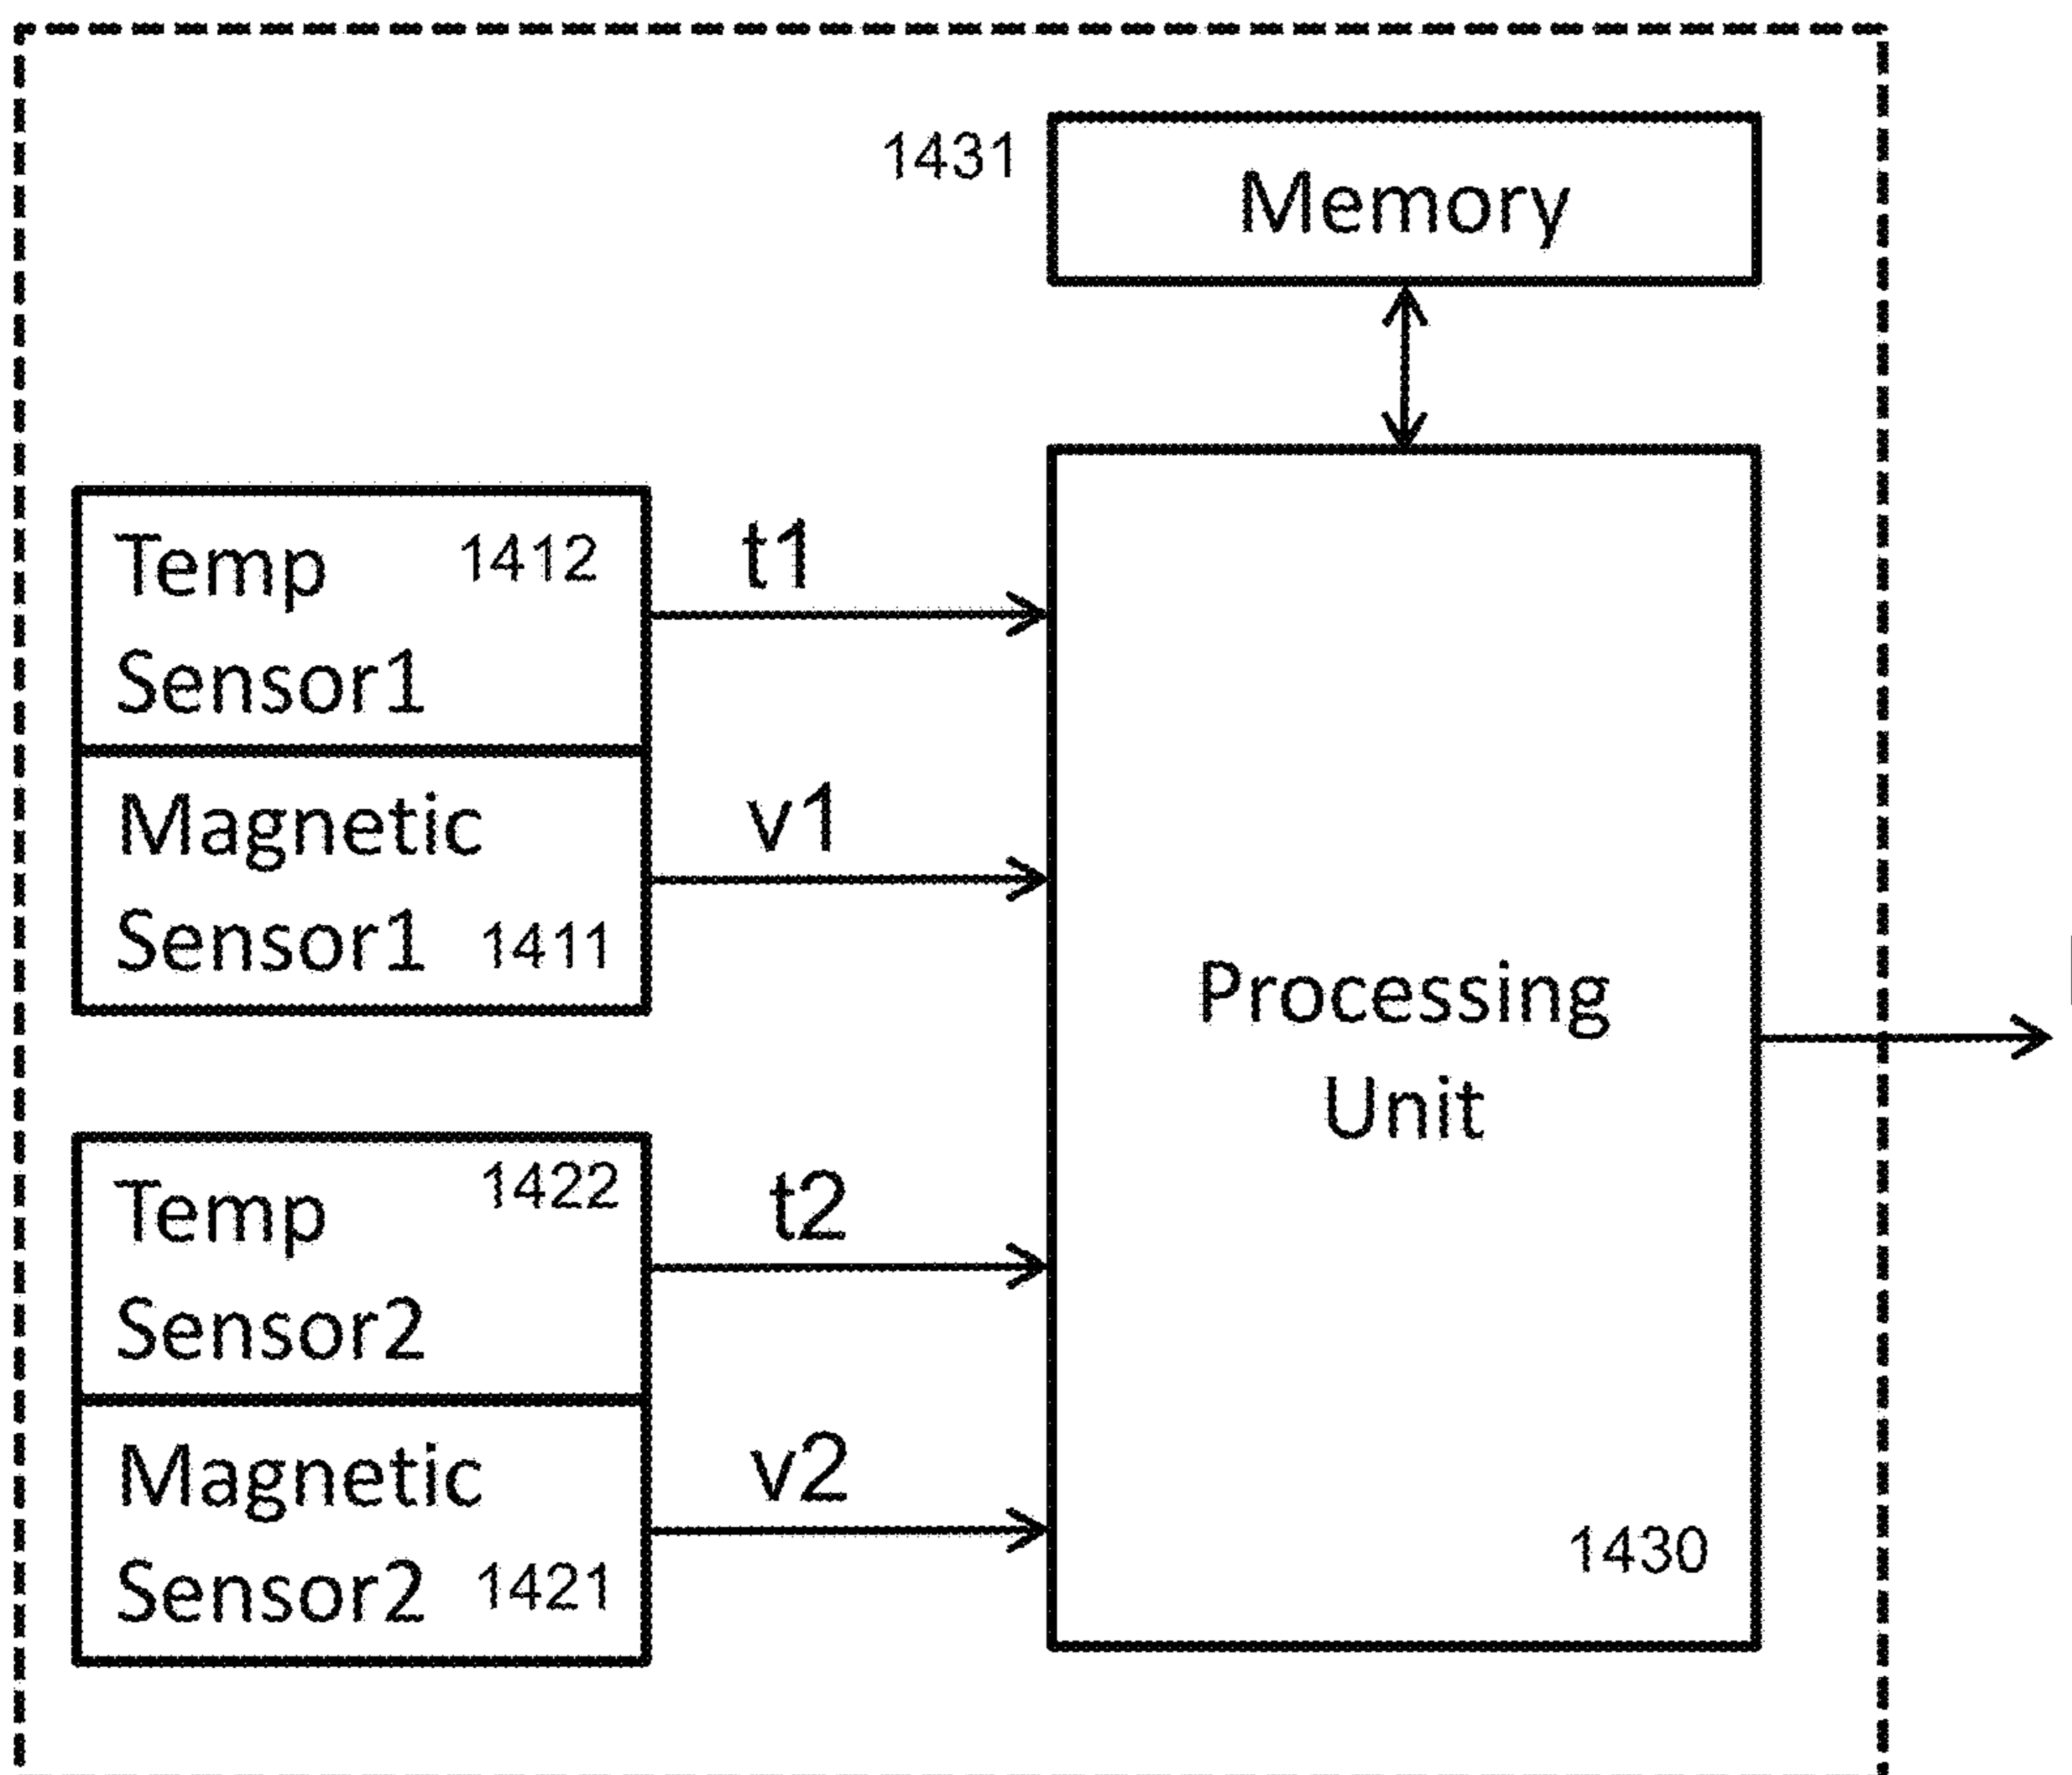 1431
Memory
Temp 1412
Sensor1
t1
Magnetic
Sensor1 1411
v1
Processing
Unit
1430
Temp 1422
Sensor2
t2
Magnetic
Sensor2 1421
v2